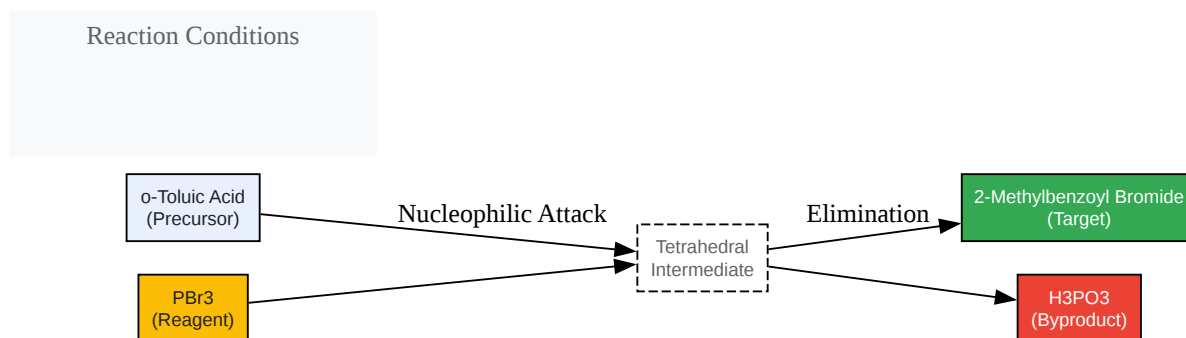 Reaction Conditions
o-Toluic Acid
(Precursor)
Nucleophilic Attack
Elimination
2-Methylbenzoyl Bromide
(Target)
Tetrahedral
Intermediate
PBr3
(Reagent)
H3PO3
(Byproduct)